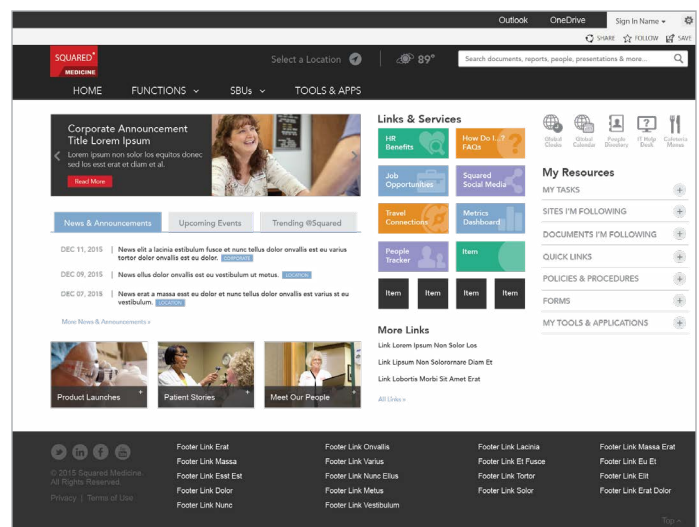 Outlook OneDrive Sign In Name
SHARE FOLLOW SAVE
SQUARED
MEDICINE
Select a Location 89° Search documents, reports, people, presentations & more...
HOME FUNCTIONS SBUs TOOLS & APPS
Corporate Announcement
Title Lorem Ipsum
Lorem ipsum non solor los equitos donec
sed los esst erat et diam et al.
Read More
News & Announcements Upcoming Events Trending @Squared
DEC 11, 2015 | News elit a lacinia estibulum fusce et nunc tellus dolor onvallis est eu varius
tortor dolor onvallis est eu dolor. CORPORATE
DEC 09, 2015 | News ellus dolor onvallis est eu vestibulum ut metus. LOCATION
DEC 07, 2015 | News erat a massa esst eu dolor et nunc tellus dolor onvallis est varius st eu
vestibulum. LOCATION
More News & Announcements »
Product Launches +
Patient Stories +
Meet Our People +
Links & Services
HR
Benefits
How Do I...?
FAQs
Job
Opportunities
Squared
Social Media
Travel
Connections
Metrics
Dashboard
People
Tracker
Item
Item Item Item Item
More Links
Link Lorem Ipsum Non Solor Los
Link Lipsum Non Solorornare Diam Et
Link Lobortis Morbi Sit Amet Erat
All Links »
Global
Clocks
Global
Calendar
People
Directory
IT Help
Desk
Cafeteria
Menus
My Resources
MY TASKS +
SITES I'M FOLLOWING +
DOCUMENTS I'M FOLLOWING +
QUICK LINKS +
POLICIES & PROCEDURES +
FORMS +
MY TOOLS & APPLICATIONS +
© 2015 Squared Medicine.
All Rights Reserved.
Privacy | Terms of Use
Footer Link Erat
Footer Link Massa
Footer Link Esst Est
Footer Link Dolor
Footer Link Nunc
Footer Link Onvallis
Footer Link Varius
Footer Link Nunc Ellus
Footer Link Metus
Footer Link Vestibulum
Footer Link Lacinia
Footer Link Et Fusce
Footer Link Tortor
Footer Link Solor
Footer Link Massa Erat
Footer Link Eu Et
Footer Link Elit
Footer Link Erat Dolor
Top